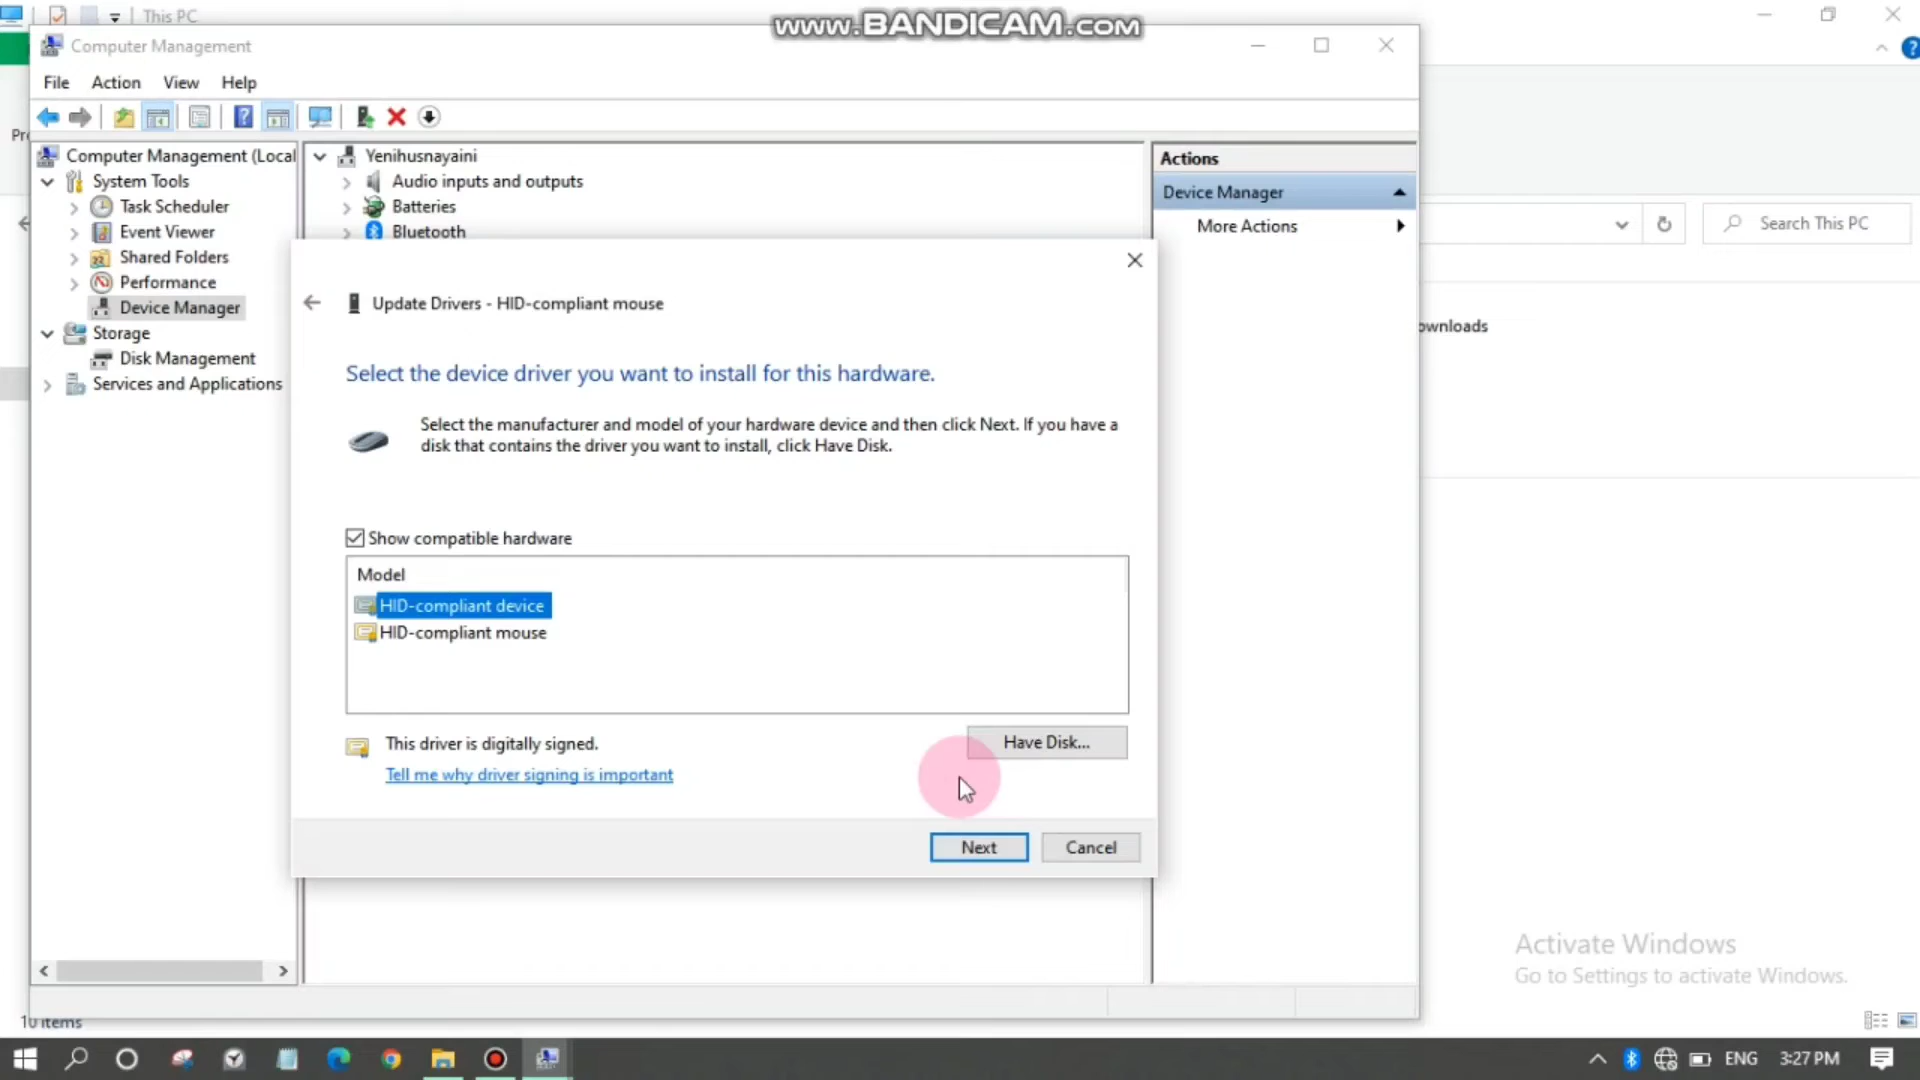 This PC
www.BANDICAM.com
Computer Management
File Action View Help
Computer Management (Local
System Tools
Task Scheduler
Event Viewer
Shared Folders
Performance
Device Manager
Storage
Disk Management
Services and Applications
Yenihusnayaini
Audio inputs and outputs
Batteries
Bluetooth
Actions
Device Manager
More Actions
Search This PC
ownloads
Update Drivers - HID-compliant mouse
Select the device driver you want to install for this hardware.
Select the manufacturer and model of your hardware device and then click Next. If you have a
disk that contains the driver you want to install, click Have Disk.
Show compatible hardware
Model
HID-compliant device
HID-compliant mouse
This driver is digitally signed.
Tell me why driver signing is important
Have Disk...
Next
Cancel
Activate Windows
Go to Settings to activate Windows.
10 items
ENG
3:27 PM